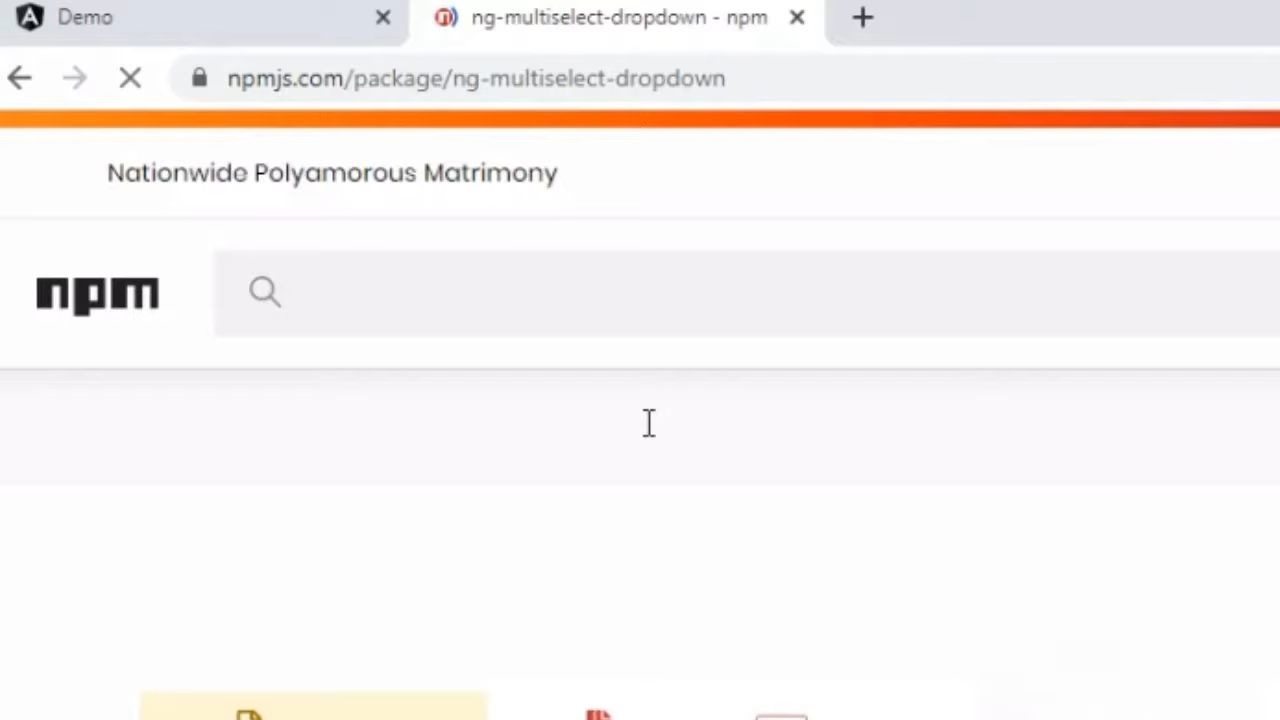 Demo
ng-multiselect-dropdown - npm
npmjs.com/package/ng-multiselect-dropdown
Nationwide Polyamorous Matrimony
npm